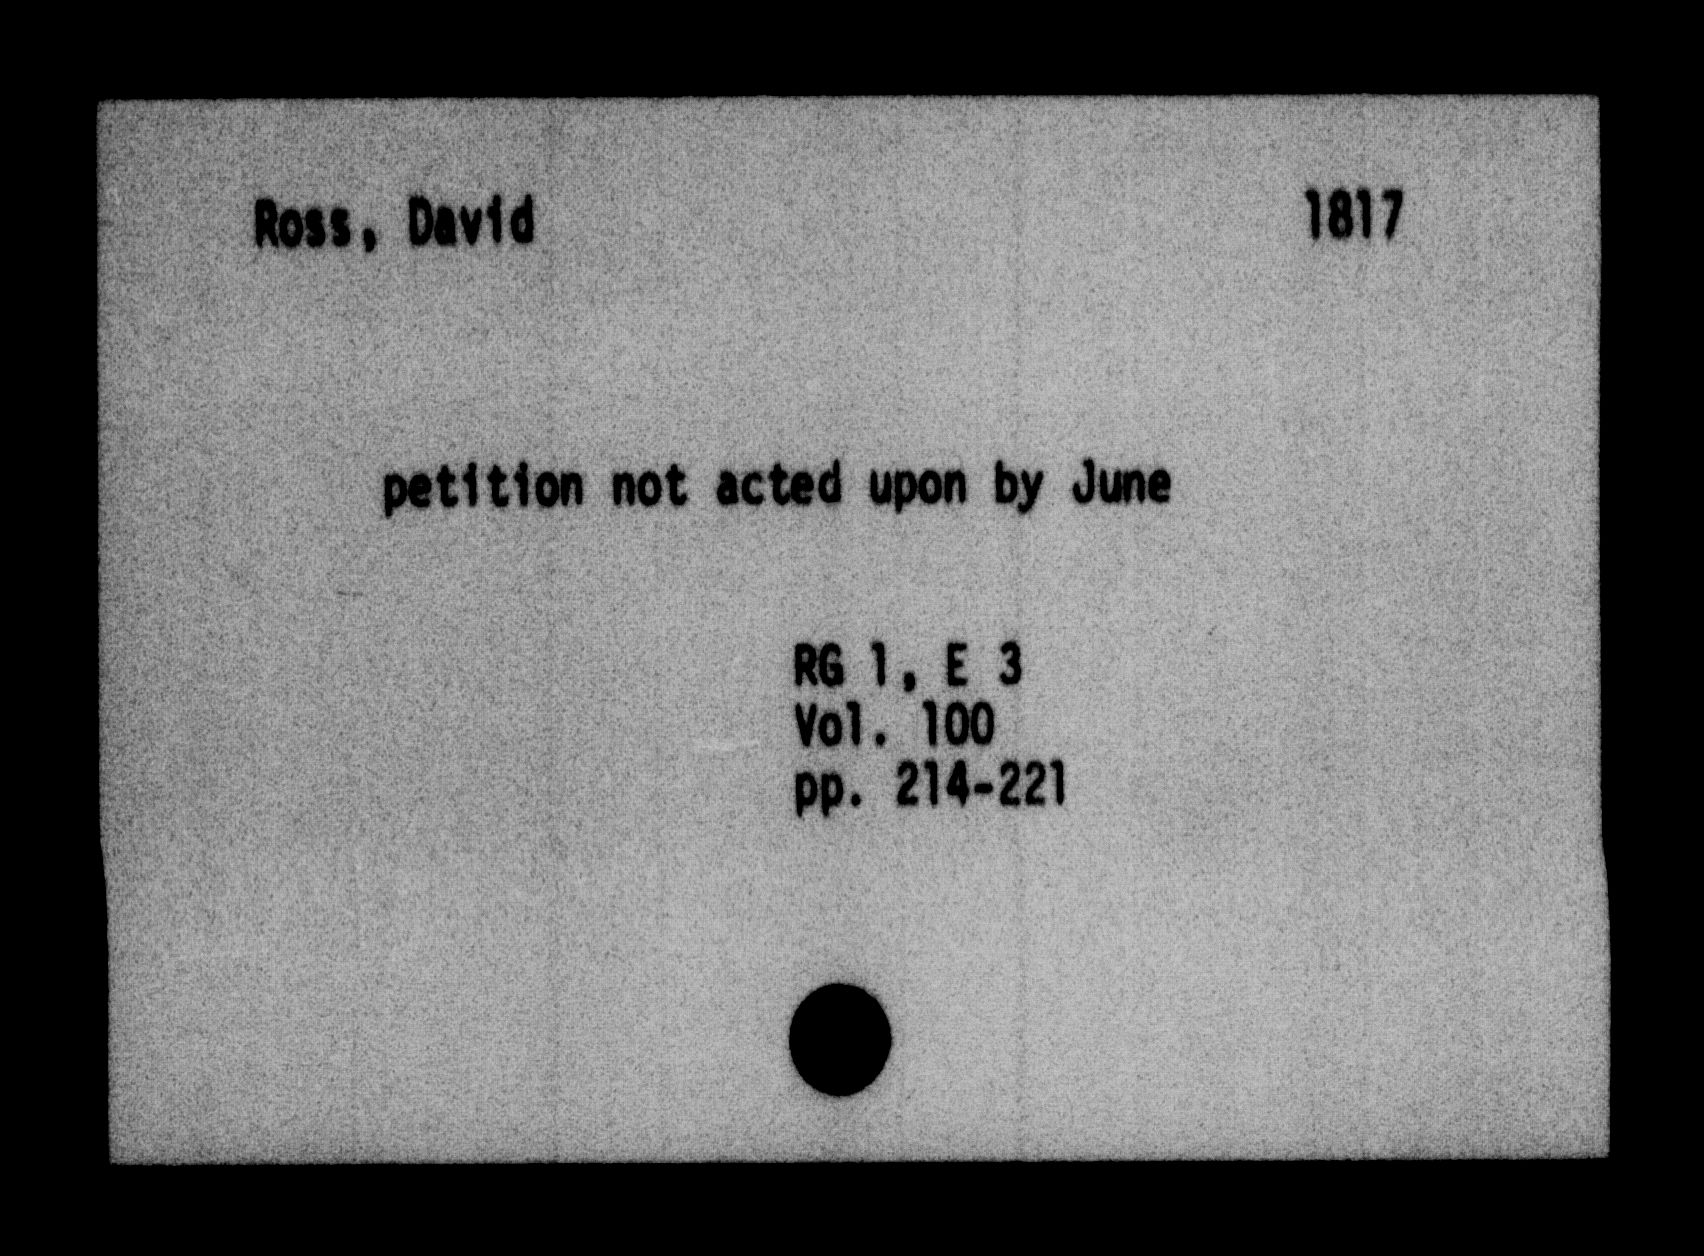 Ross, David 1817
petition not acted upon by June
RG 1, E 3
Vol. 100
pp. 214-221